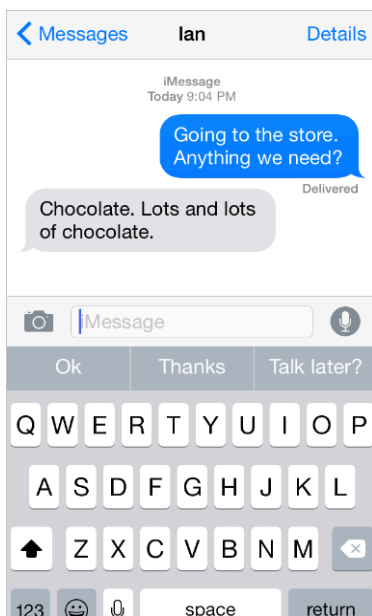 Messages Ian Details
iMessage
Today 9:04 PM
Going to the store.
Anything we need?
Delivered
Chocolate. Lots and lots
of chocolate.
iMessage
Ok Thanks Talk later?
Q W E R T Y U I O P
A S D F G H J K L
Z X C V B N M
123 space return